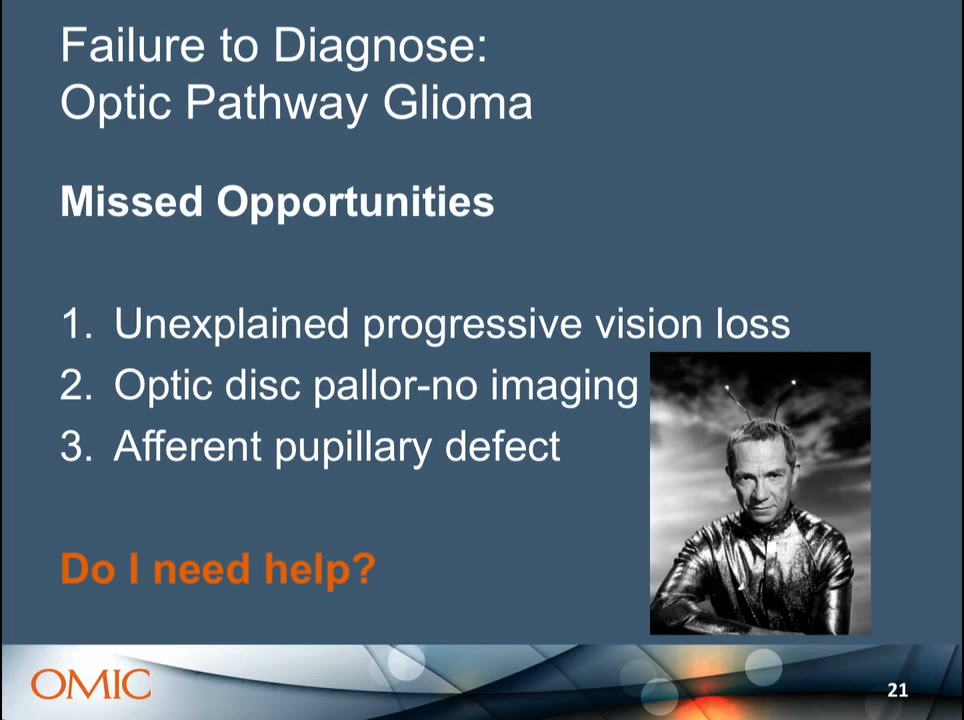 Failure to Diagnose:
Optic Pathway Glioma
Missed Opportunities
1. Unexplained progressive vision loss
2. Optic disc pallor-no imaging
3. Afferent pupillary defect
Do I need help?
OMIC
21